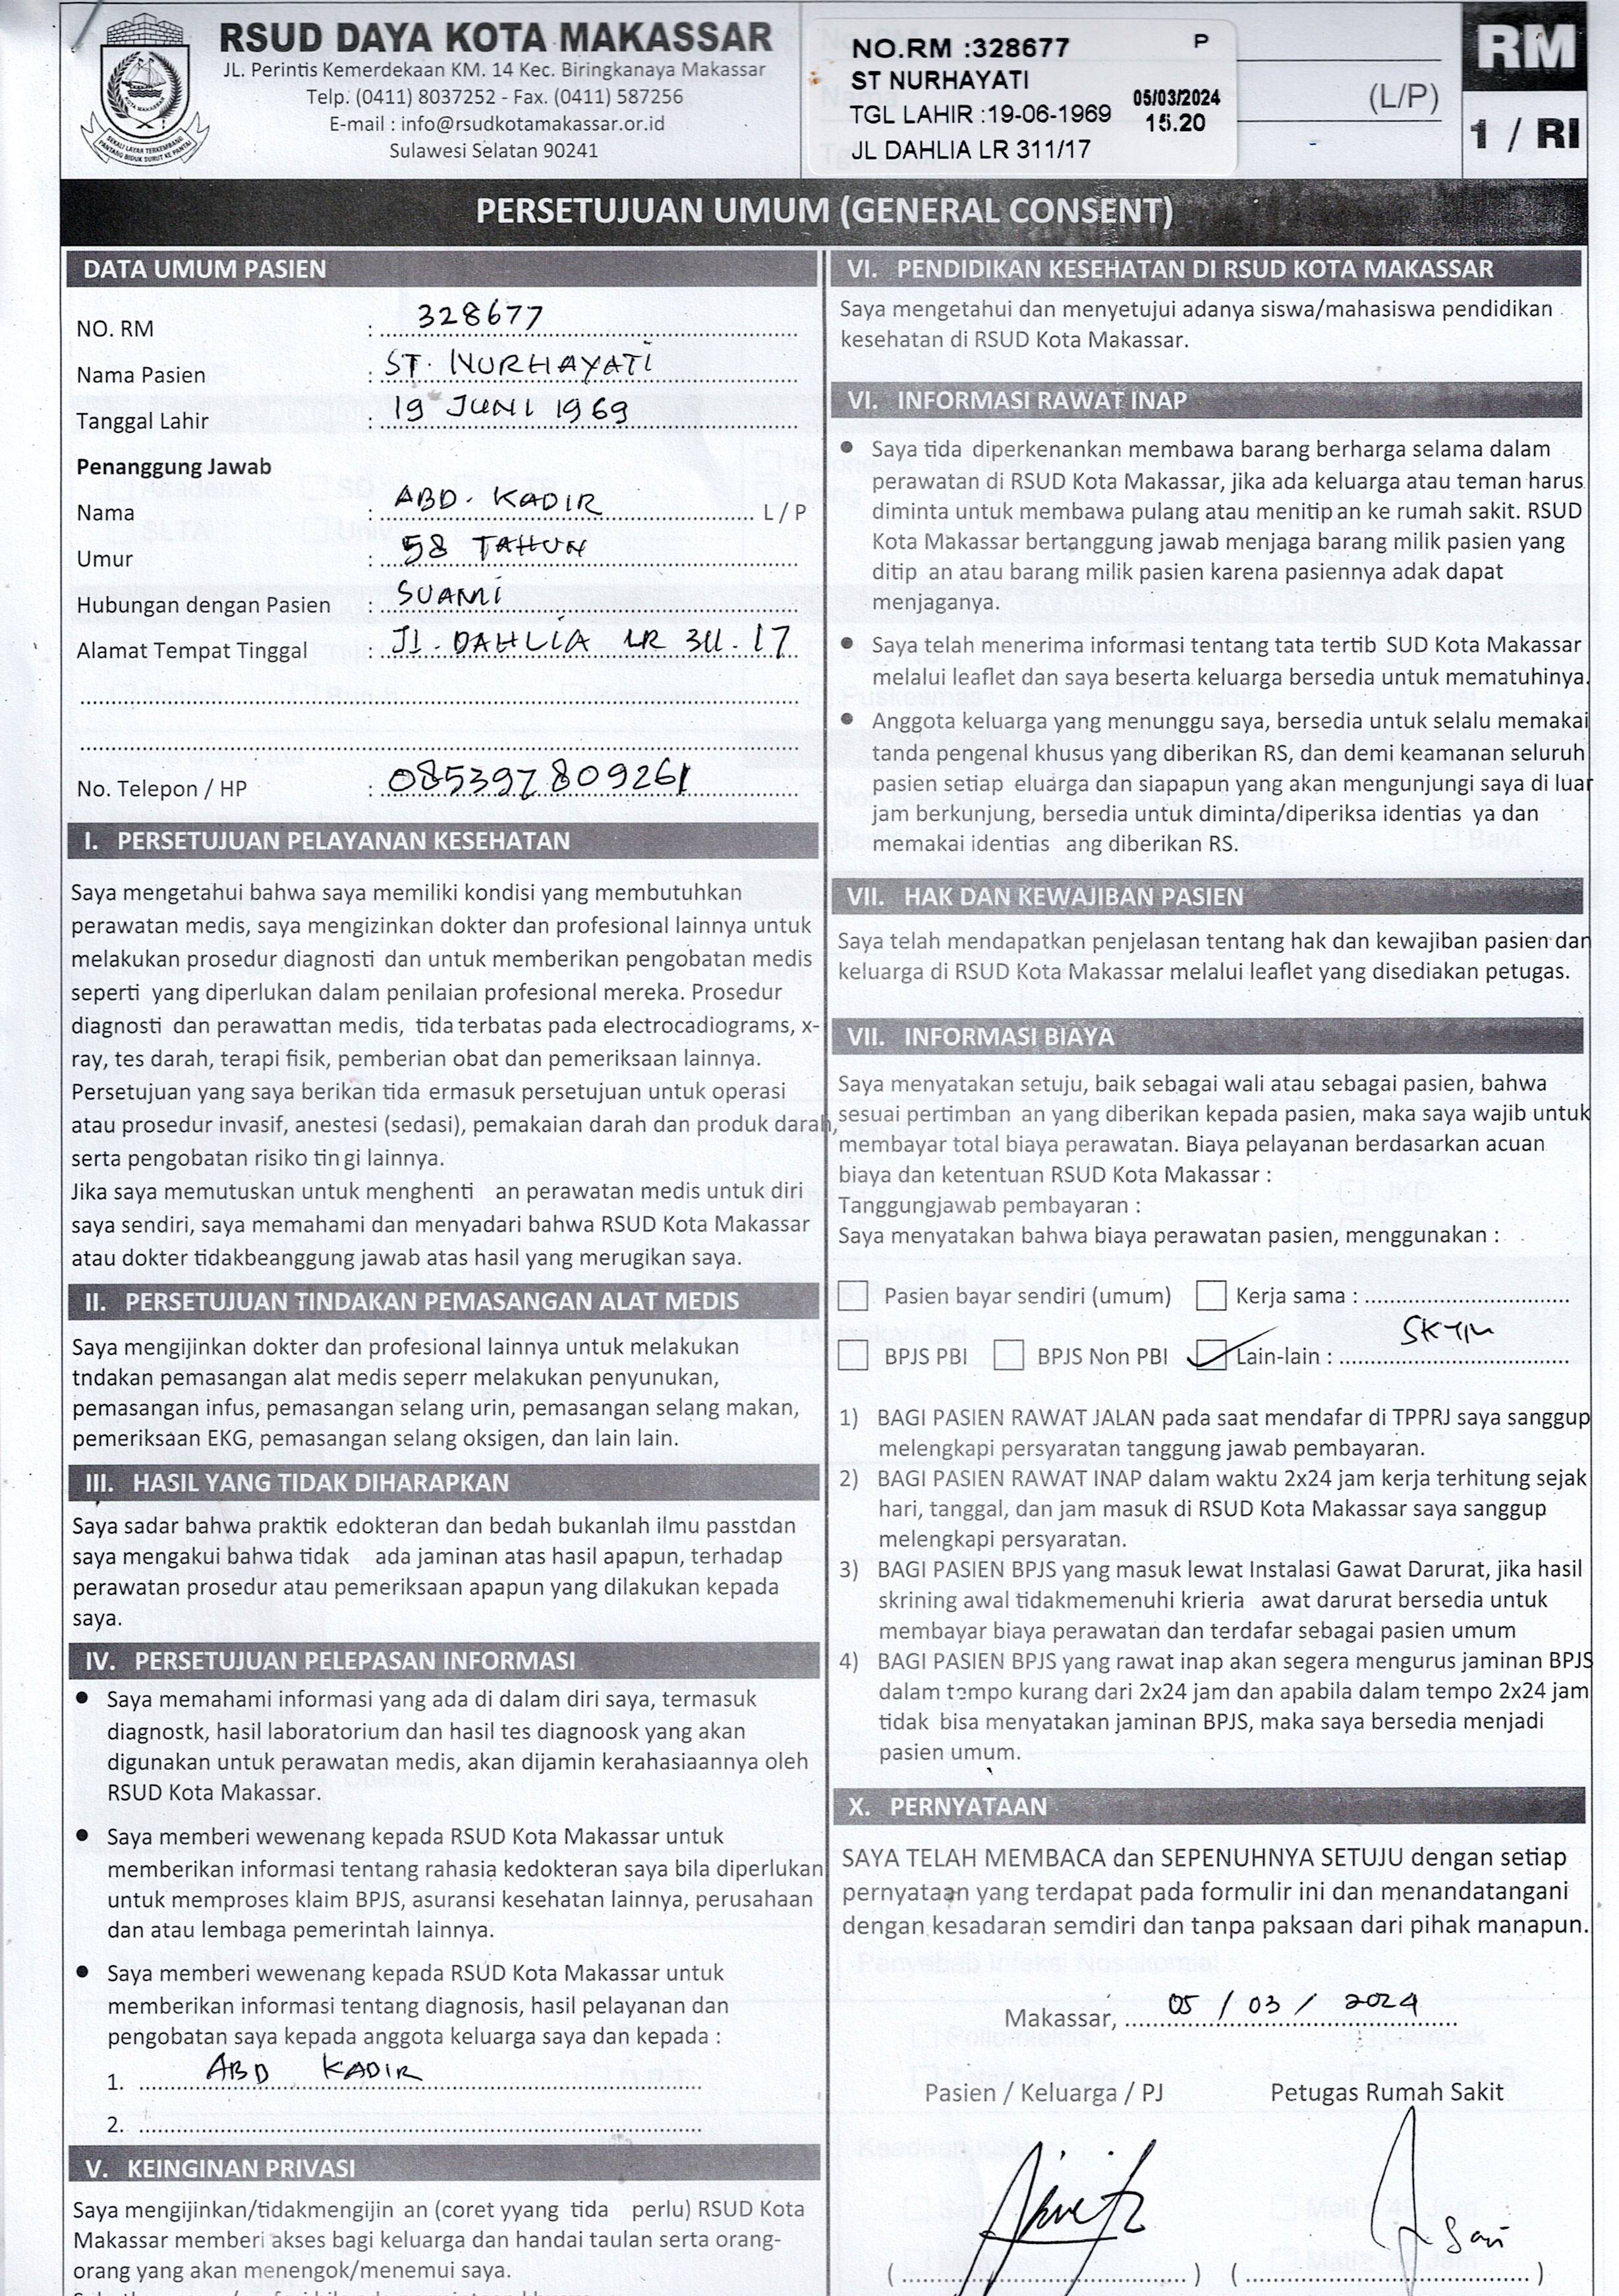 RSUD DAYA KOTA MAKASSAR
JL. Perintis Kemerdekaan KM. 14 Kec. Biringkanaya Makassar
Telp. (0411) 8037252 - Fax. (0411) 587256
E-mail : info@rsudkotamakassar.or.id
Sulawesi Selatan 90241
KOTA MAKASSAR
SEKALI LAYAR TERKEMBANG PANTANG BIDUK SURUT KE PANTAI
NO.RM :328677 P
ST NURHAYATI
TGL LAHIR :19-06-1969 05/03/2024
15.20
JL DAHLIA LR 311/17
(L/P)
RM
1 / RI
PERSETUJUAN UMUM (GENERAL CONSENT)
DATA UMUM PASIEN
NO. RM : 328677
Nama Pasien : ST. NURHAYATI
Tanggal Lahir : 19 JUNI 1969
Penanggung Jawab
Nama ABD. KADIR L / P
Umur : 58 TAHUN
Hubungan dengan Pasien : SUAMI
Alamat Tempat Tinggal : Jl. DAHLIA LR 311. 17
No. Telepon / HP : 085397809261
I. PERSETUJUAN PELAYANAN KESEHATAN
Saya mengetahui bahwa saya memiliki kondisi yang membutuhkan
perawatan medis, saya mengizinkan dokter dan profesional lainnya untuk
melakukan prosedur diagnosti dan untuk memberikan pengobatan medis
seperti yang diperlukan dalam penilaian profesional mereka. Prosedur
diagnosti dan perawattan medis, tida terbatas pada electrocadiograms, x-
ray, tes darah, terapi fisik, pemberian obat dan pemeriksaan lainnya.
Persetujuan yang saya berikan tida ermasuk persetujuan untuk operasi
atau prosedur invasif, anestesi (sedasi), pemakaian darah dan produk darah,
serta pengobatan risiko tin gi lainnya.
Jika saya memutuskan untuk menghenti an perawatan medis untuk diri
saya sendiri, saya memahami dan menyadari bahwa RSUD Kota Makassar
atau dokter tidakbeanggung jawab atas hasil yang merugikan saya.
II. PERSETUJUAN TINDAKAN PEMASANGAN ALAT MEDIS
Saya mengijinkan dokter dan profesional lainnya untuk melakukan
tndakan pemasangan alat medis seperr melakukan penyunukan,
pemasangan infus, pemasangan selang urin, pemasangan selang makan,
pemeriksaan EKG, pemasangan selang oksigen, dan lain lain.
III. HASIL YANG TIDAK DIHARAPKAN
Saya sadar bahwa praktik edokteran dan bedah bukanlah ilmu passtdan
saya mengakui bahwa tidak ada jaminan atas hasil apapun, terhadap
perawatan prosedur atau pemeriksaan apapun yang dilakukan kepada
saya.
IV. PERSETUJUAN PELEPASAN INFORMASI
• Saya memahami informasi yang ada di dalam diri saya, termasuk
diagnostk, hasil laboratorium dan hasil tes diagnoosk yang akan
digunakan untuk perawatan medis, akan dijamin kerahasiaannya oleh
RSUD Kota Makassar.
• Saya memberi wewenang kepada RSUD Kota Makassar untuk
memberikan informasi tentang rahasia kedokteran saya bila diperlukan
untuk memproses klaim BPJS, asuransi kesehatan lainnya, perusahaan
dan atau lembaga pemerintah lainnya.
• Saya memberi wewenang kepada RSUD Kota Makassar untuk
memberikan informasi tentang diagnosis, hasil pelayanan dan
pengobatan saya kepada anggota keluarga saya dan kepada :
1. ABD KADIR
2.
V. KEINGINAN PRIVASI
Saya mengijinkan/tidakmengijin an (coret yyang tida perlu) RSUD Kota
Makassar memberi akses bagi keluarga dan handai taulan serta orang-
orang yang akan menengok/menemui saya.
VI. PENDIDIKAN KESEHATAN DI RSUD KOTA MAKASSAR
Saya mengetahui dan menyetujui adanya siswa/mahasiswa pendidikan
kesehatan di RSUD Kota Makassar.
VI. INFORMASI RAWAT INAP
• Saya tida diperkenankan membawa barang berharga selama dalam
perawatan di RSUD Kota Makassar, jika ada keluarga atau teman harus
diminta untuk membawa pulang atau menitip an ke rumah sakit. RSUD
Kota Makassar bertanggung jawab menjaga barang milik pasien yang
ditip an atau barang milik pasien karena pasiennya adak dapat
menjaganya.
• Saya telah menerima informasi tentang tata tertib SUD Kota Makassar
melalui leaflet dan saya beserta keluarga bersedia untuk mematuhinya.
• Anggota keluarga yang menunggu saya, bersedia untuk selalu memakai
tanda pengenal khusus yang diberikan RS, dan demi keamanan seluruh
pasien setiap eluarga dan siapapun yang akan mengunjungi saya di luar
jam berkunjung, bersedia untuk diminta/diperiksa identias ya dan
memakai identias ang diberikan RS.
VII. HAK DAN KEWAJIBAN PASIEN
Saya telah mendapatkan penjelasan tentang hak dan kewajiban pasien dan
keluarga di RSUD Kota Makassar melalui leaflet yang disediakan petugas.
VII. INFORMASI BIAYA
Saya menyatakan setuju, baik sebagai wali atau sebagai pasien, bahwa
sesuai pertimban an yang diberikan kepada pasien, maka saya wajib untuk
membayar total biaya perawatan. Biaya pelayanan berdasarkan acuan
biaya dan ketentuan RSUD Kota Makassar :
Tanggungjawab pembayaran :
Saya menyatakan bahwa biaya perawatan pasien, menggunakan :
Pasien bayar sendiri (umum) Kerja sama :
BPJS PBI BPJS Non PBI Lain-lain : SKTM
1) BAGI PASIEN RAWAT JALAN pada saat mendafar di TPPRJ saya sanggup
melengkapi persyaratan tanggung jawab pembayaran.
2) BAGI PASIEN RAWAT INAP dalam waktu 2x24 jam kerja terhitung sejak
hari, tanggal, dan jam masuk di RSUD Kota Makassar saya sanggup
melengkapi persyaratan.
3) BAGI PASIEN BPJS yang masuk lewat Instalasi Gawat Darurat, jika hasil
skrining awal tidakmemenuhi krieria awat darurat bersedia untuk
membayar biaya perawatan dan terdafar sebagai pasien umum
4) BAGI PASIEN BPJS yang rawat inap akan segera mengurus jaminan BPJS
dalam tempo kurang dari 2x24 jam dan apabila dalam tempo 2x24 jam
tidak bisa menyatakan jaminan BPJS, maka saya bersedia menjadi
pasien umum.
X. PERNYATAAN
SAYA TELAH MEMBACA dan SEPENUHNYA SETUJU dengan setiap
pernyataan yang terdapat pada formulir ini dan menandatangani
dengan kesadaran semdiri dan tanpa paksaan dari pihak manapun.
Makassar, 05 / 03 / 2024
Pasien / Keluarga / PJ Petugas Rumah Sakit
Sari
( ) ( )